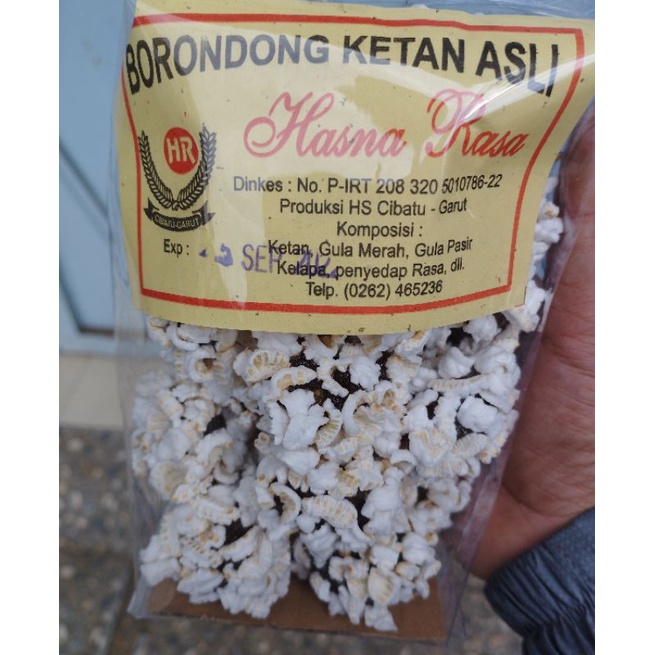 BORONDONG KETAN ASLI
Hasna Rasa
HR
CIBATU-GARUT
Dinkes : No. P-IRT 208 320 5010786-22
Produksi HS Cibatu - Garut
Komposisi :
Exp : SEP
Ketan, Gula Merah, Gula Pasir
Kelapa, penyedap Rasa, dll.
Telp. (0262) 465236